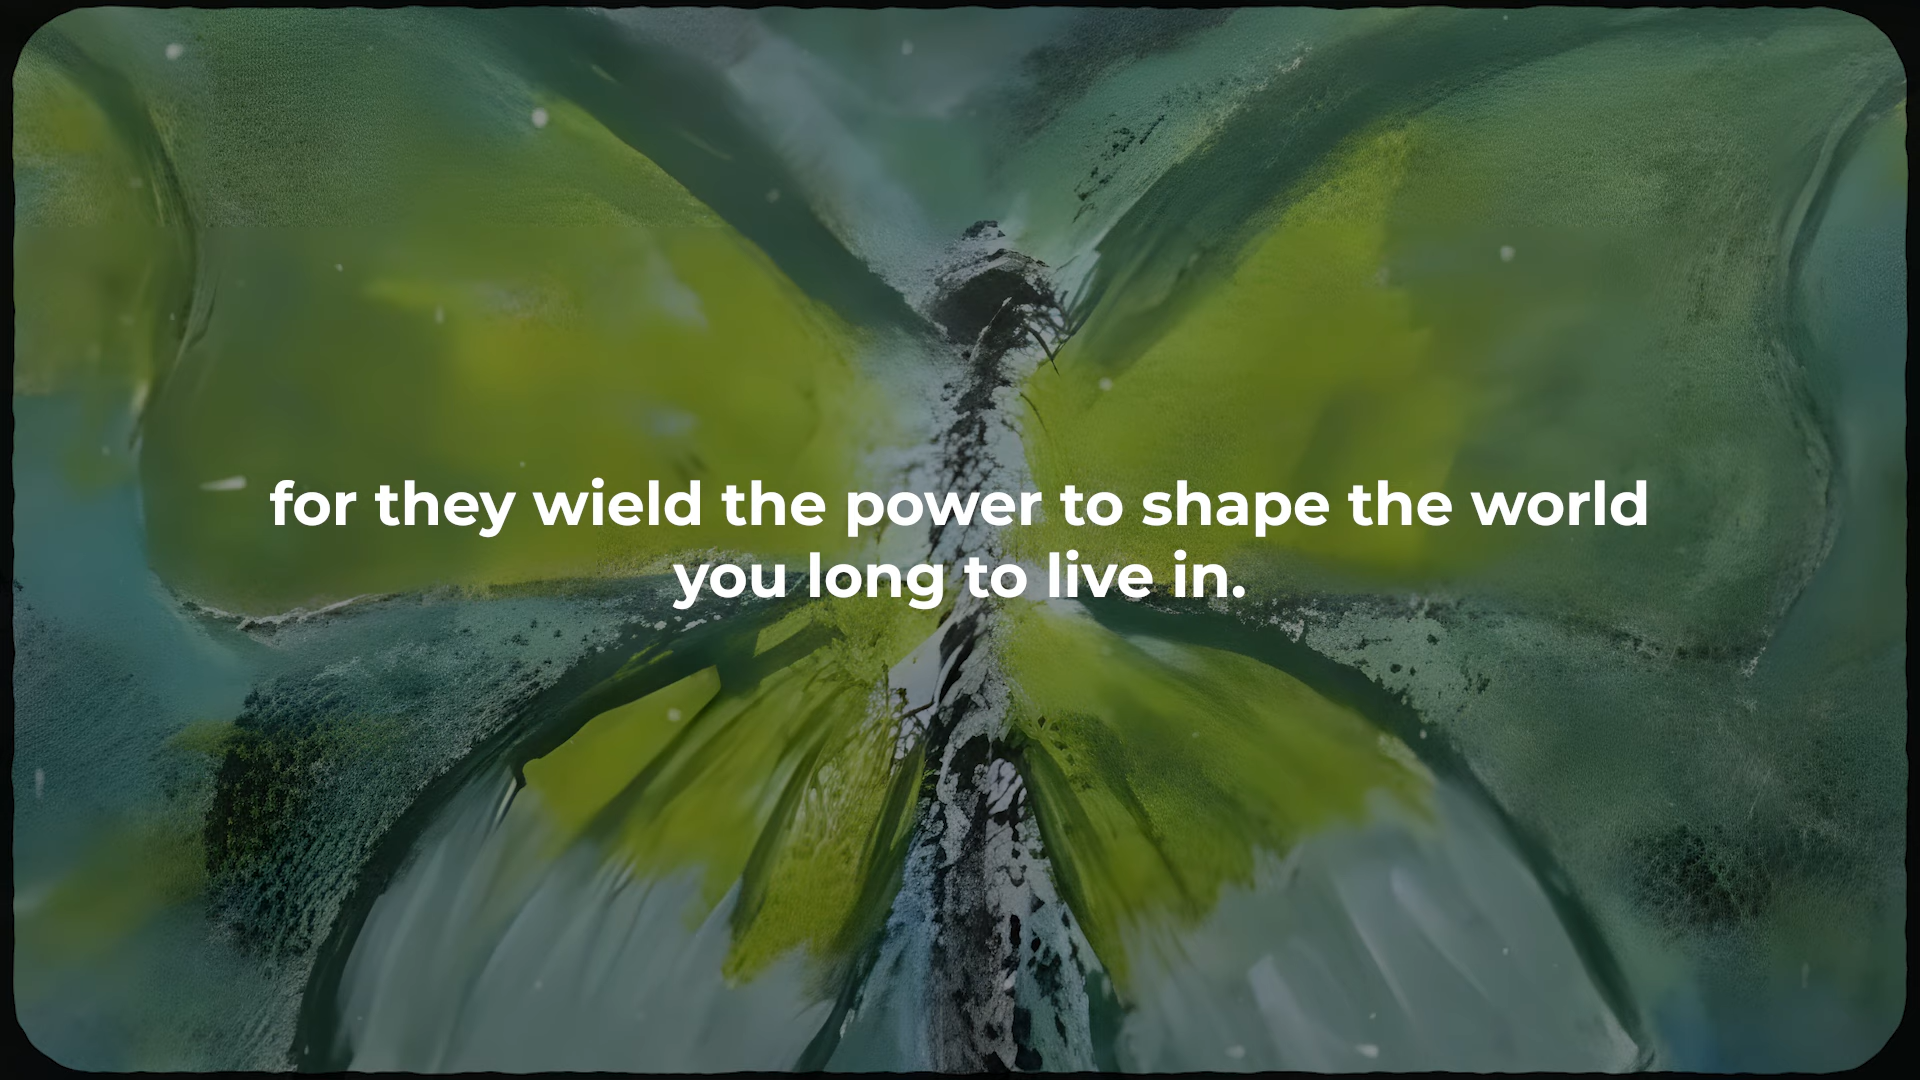 for they wield the power to shape the world
you long to live in.